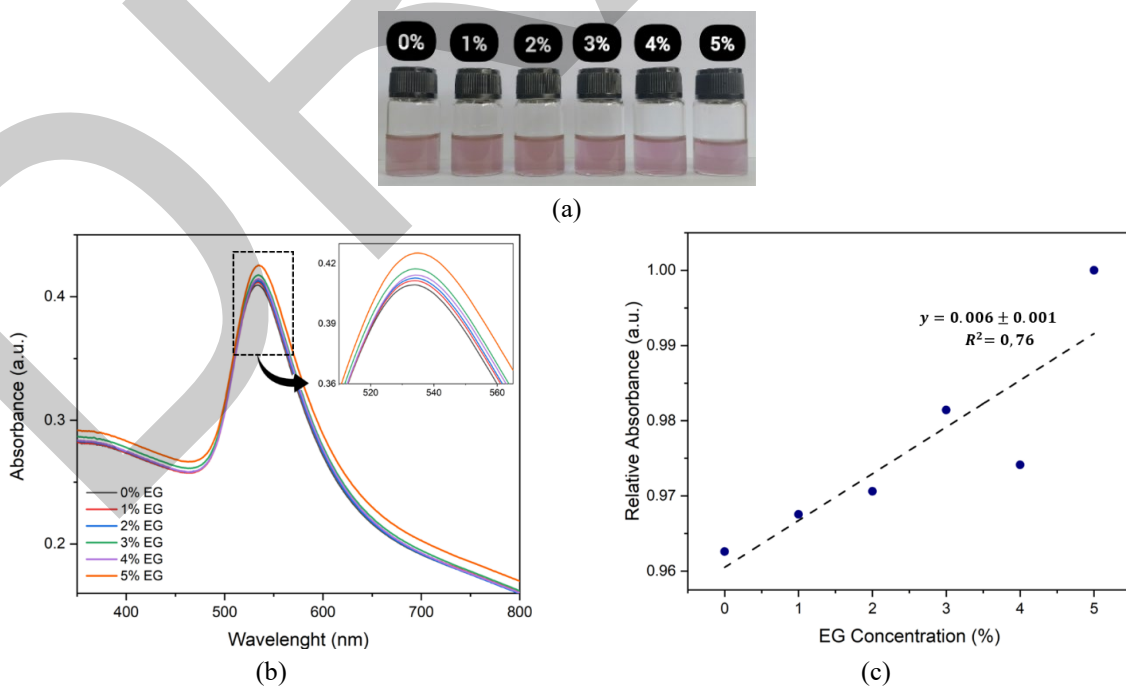 0% 1% 2% 3% 4% 5%
(a)
Absorbance (a.u.)
0.4
0.3
0.2
400 500 600 700 800
Wavelenght (nm)
0% EG
1% EG
2% EG
3% EG
4% EG
5% EG
0.42
0.39
0.36
520 540 560
(b)
Relative Absorbance (a.u.)
1.00
0.99
0.98
0.97
0.96
0 1 2 3 4 5
EG Concentration (%)
y = 0.006 ± 0.001
R²= 0,76
(c)